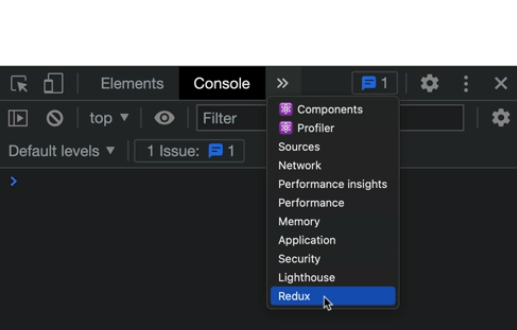 Elements Console » 1
top ▼ Filter
Default levels ▼ 1 Issue: 1
>
Components
Profiler
Sources
Network
Performance insights
Performance
Memory
Application
Security
Lighthouse
Redux